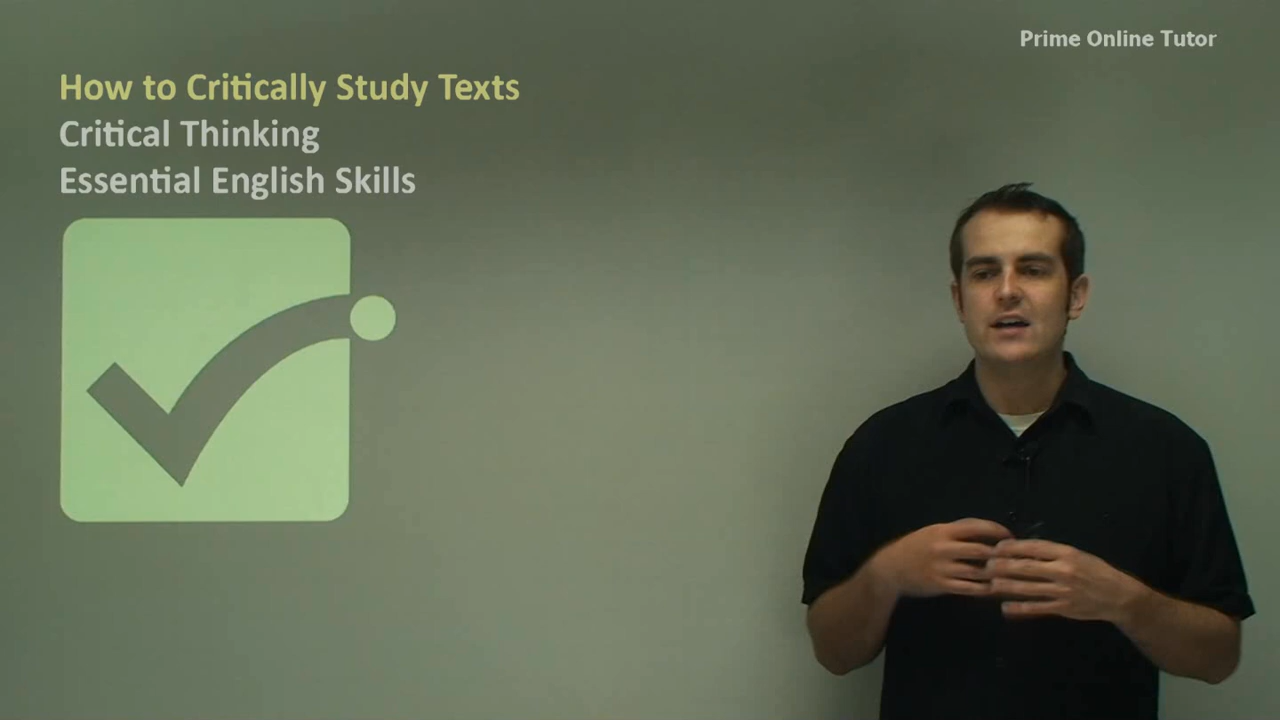 Prime Online Tutor
How to Critically Study Texts
Critical Thinking
Essential English Skills